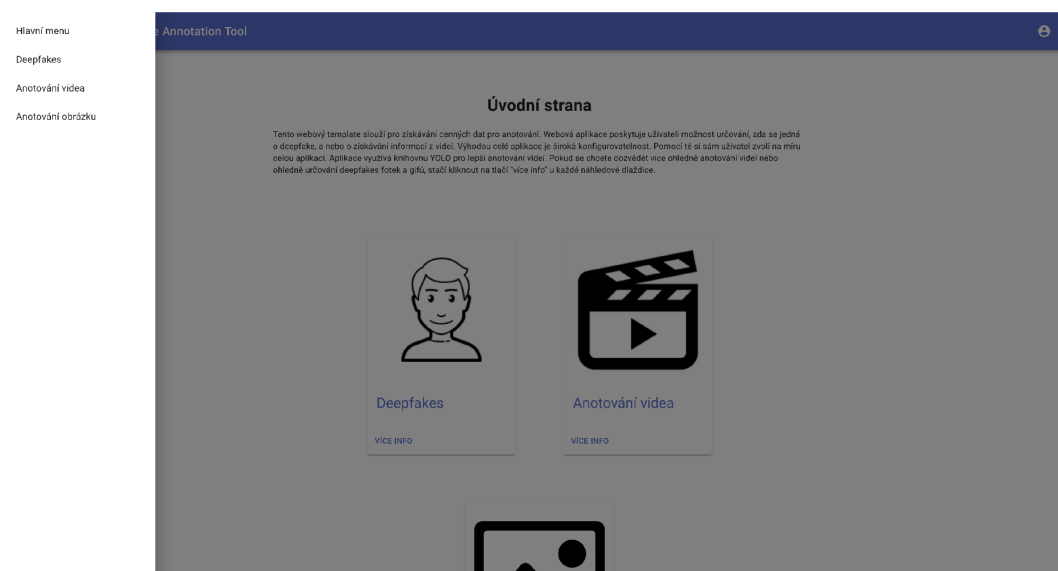 Hlavní menu
Deepfakes
Anotování videa
Anotování obrázku
e Annotation Tool
Úvodní strana
Tento webový template slouží pro získávání cenných dat pro anotování. Webová aplikace poskytuje uživateli možnost určování, zda se jedná
o deepfake, a nebo o získávání informací z videí. Výhodou celé aplikace je široká konfigurovatelnost. Pomocí té si sám uživatel zvolí na míru
celou aplikaci. Aplikace využíva knihovnu YOLO pro lepší anotování videí. Pokud se chcete dozvědět více ohledně anotování videí nebo
ohledně určování deepfakes fotek a gifů, stačí kliknout na tlačí "více info" u každé náhledové dlaždice.
Deepfakes
VÍCE INFO
Anotování videa
VÍCE INFO